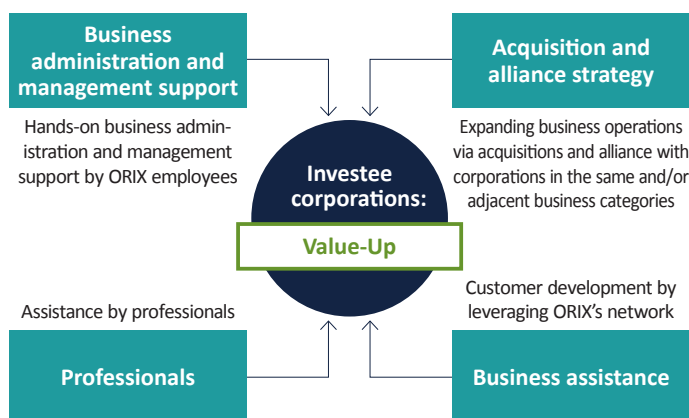 Business
administration and
management support
Hands-on business admin-
istration and management
support by ORIX employees
Acquisition and
alliance strategy
Expanding business operations
via acquisitions and alliance with
corporations in the same and/or
adjacent business categories
Investee
corporations:
Value-Up
Assistance by professionals
Professionals
Customer development by
leveraging ORIX’s network
Business assistance